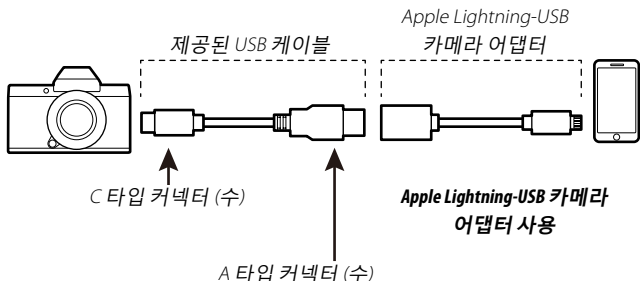 Apple Lightning-USB
제공된 USB 케이블
카메라 어댑터
C 타입 커넥터 (수)
Apple Lightning-USB 카메라
어댑터 사용
A 타입 커넥터 (수)